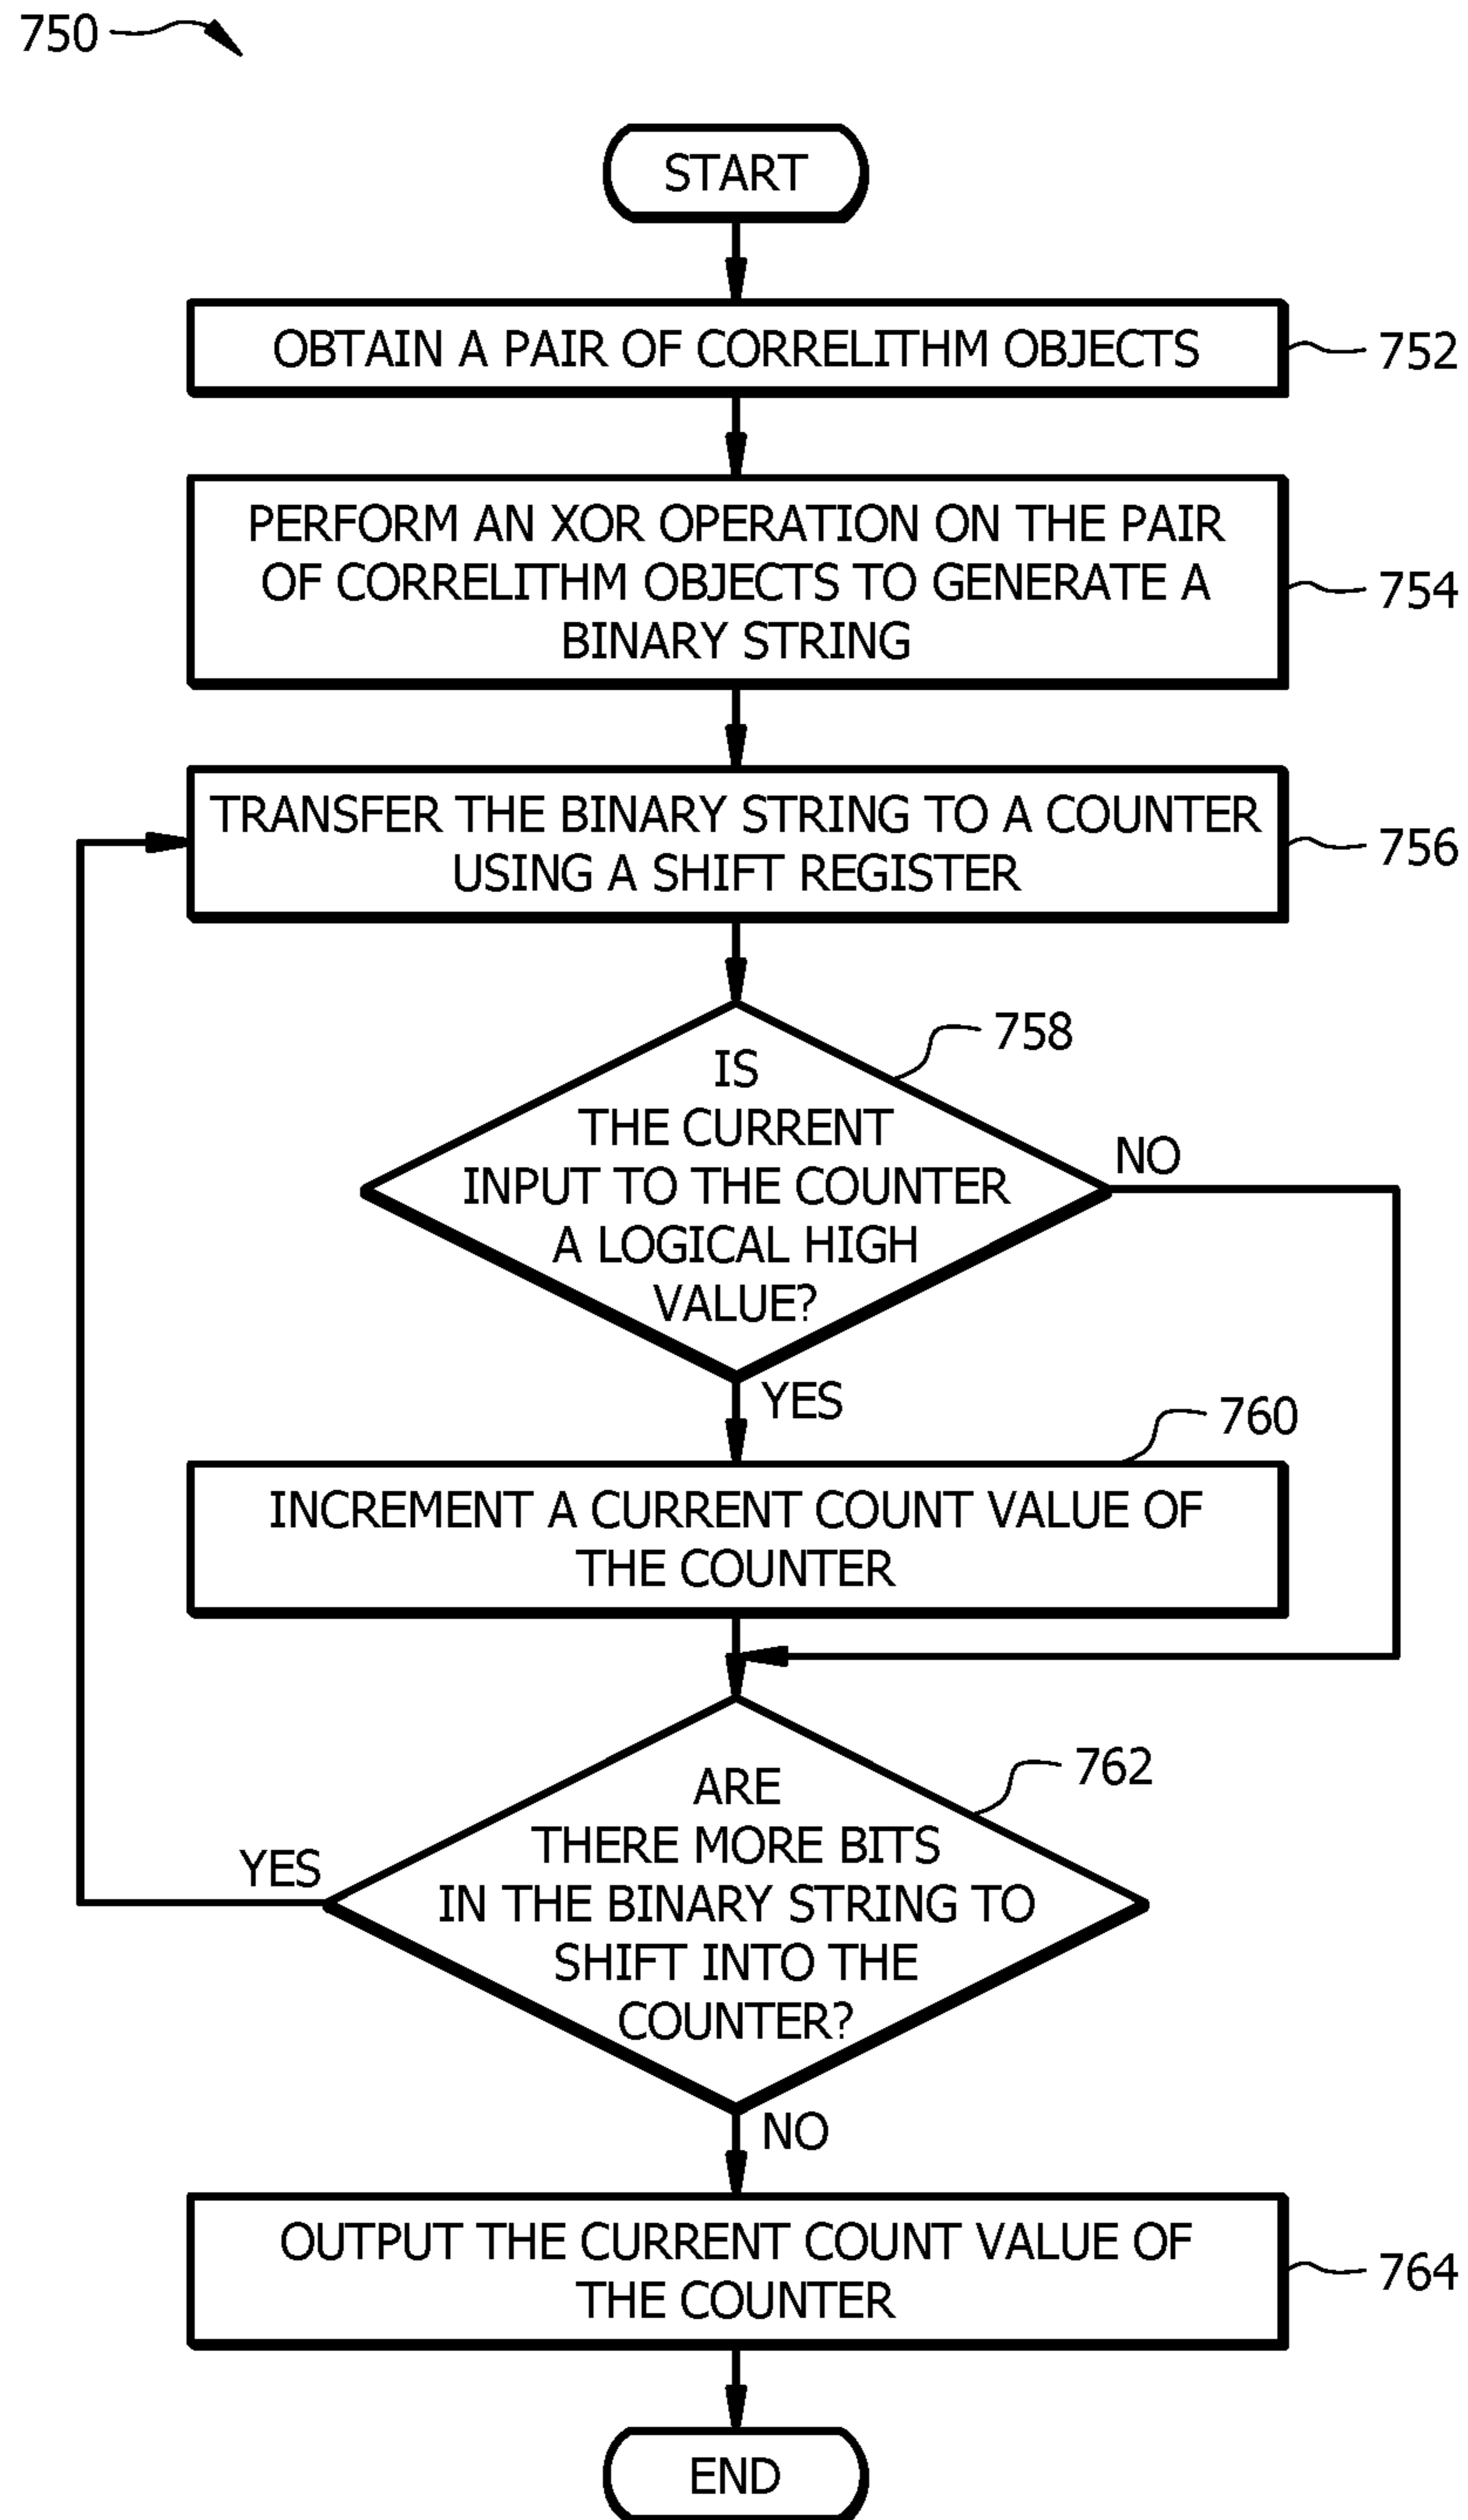 750
START
OBTAIN A PAIR OF CORRELITHM OBJECTS
752
PERFORM AN XOR OPERATION ON THE PAIR
OF CORRELITHM OBJECTS TO GENERATE A
BINARY STRING
754
TRANSFER THE BINARY STRING TO A COUNTER
USING A SHIFT REGISTER
756
758
IS
THE CURRENT
INPUT TO THE COUNTER
A LOGICAL HIGH
VALUE?
NO
YES
760
INCREMENT A CURRENT COUNT VALUE OF
THE COUNTER
762
ARE
THERE MORE BITS
IN THE BINARY STRING TO
SHIFT INTO THE
COUNTER?
YES
NO
OUTPUT THE CURRENT COUNT VALUE OF
THE COUNTER
764
END